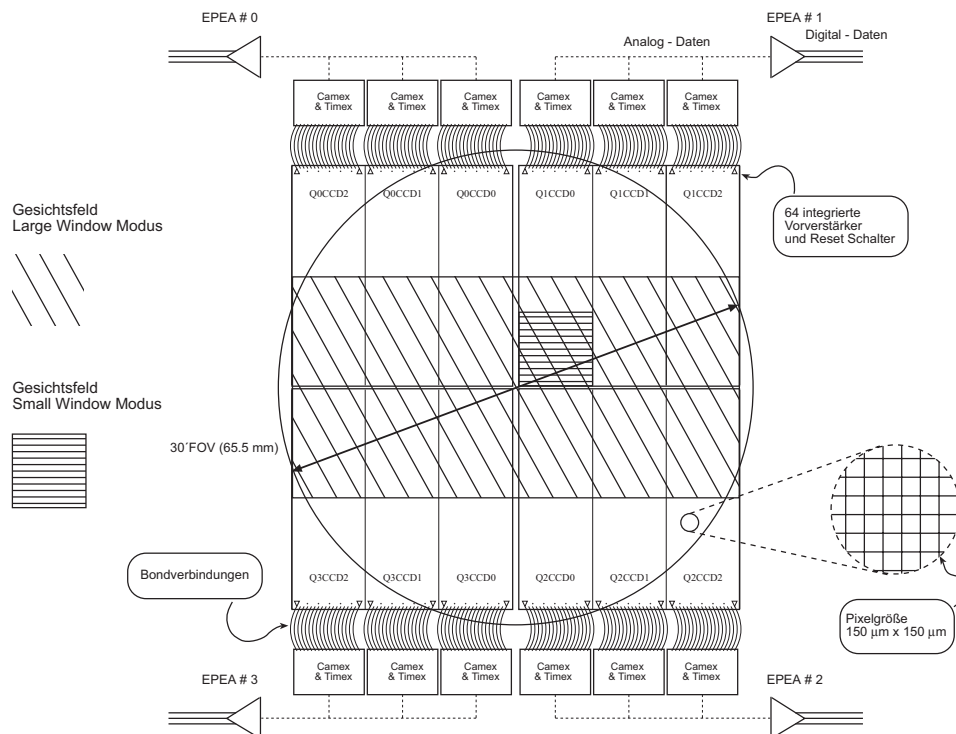 EPEA # 0
EPEA # 1
Analog - Daten
Digital - Daten
Camex
& Timex
Camex
& Timex
Camex
& Timex
Camex
& Timex
Camex
& Timex
Camex
& Timex
Q0CCD2
Q0CCD1
Q0CCD0
Q1CCD0
Q1CCD1
Q1CCD2
Gesichtsfeld
Large Window Modus
64 integrierte
Vorverstärker
und Reset Schalter
Gesichtsfeld
Small Window Modus
30´FOV (65.5 mm)
Bondverbindungen
Q3CCD2
Q3CCD1
Q3CCD0
Q2CCD0
Q2CCD1
Q2CCD2
Pixelgröße
150 µm x 150 µm
Camex
& Timex
Camex
& Timex
Camex
& Timex
Camex
& Timex
Camex
& Timex
Camex
& Timex
EPEA # 3
EPEA # 2